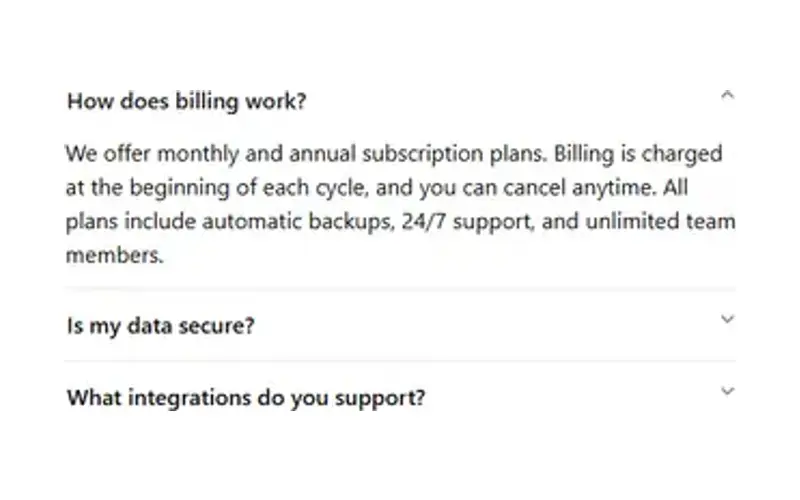 How does billing work?
We offer monthly and annual subscription plans. Billing is charged
at the beginning of each cycle, and you can cancel anytime. All
plans include automatic backups, 24/7 support, and unlimited team
members.
Is my data secure?
What integrations do you support?